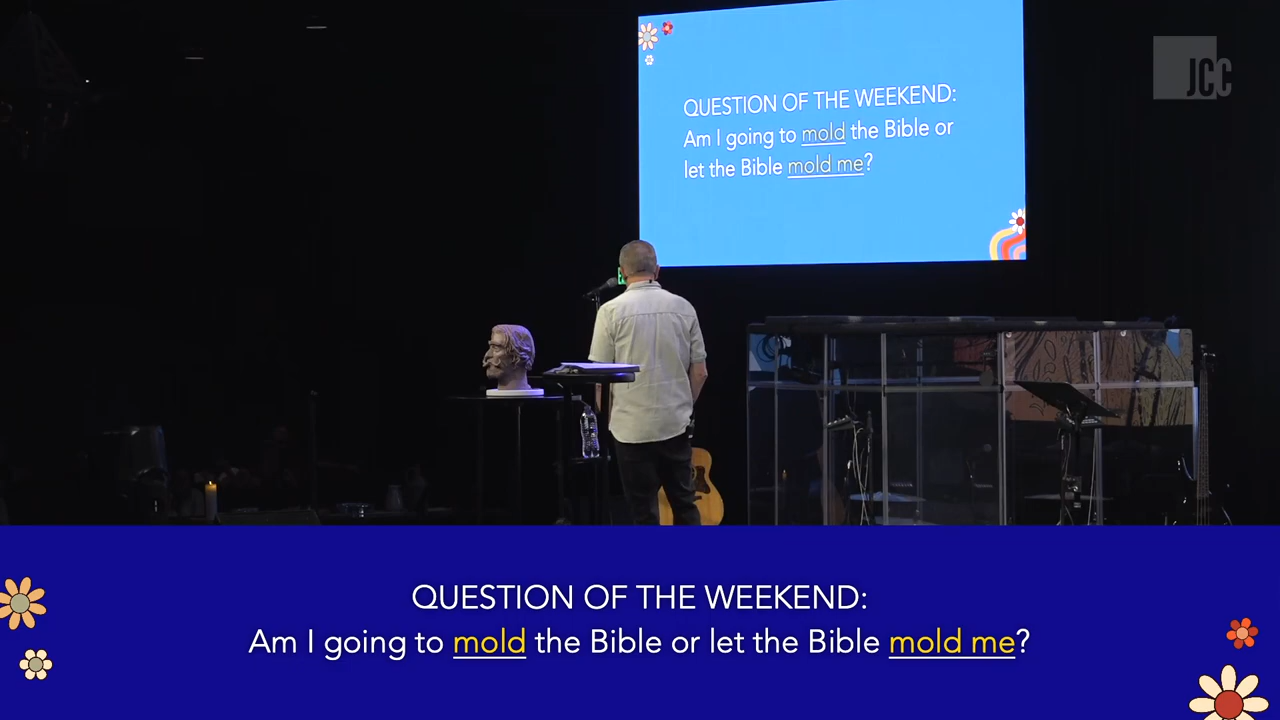 JCC
QUESTION OF THE WEEKEND:
Am I going to mold the Bible or
let the Bible mold me?
QUESTION OF THE WEEKEND:
Am I going to mold the Bible or let the Bible mold me?